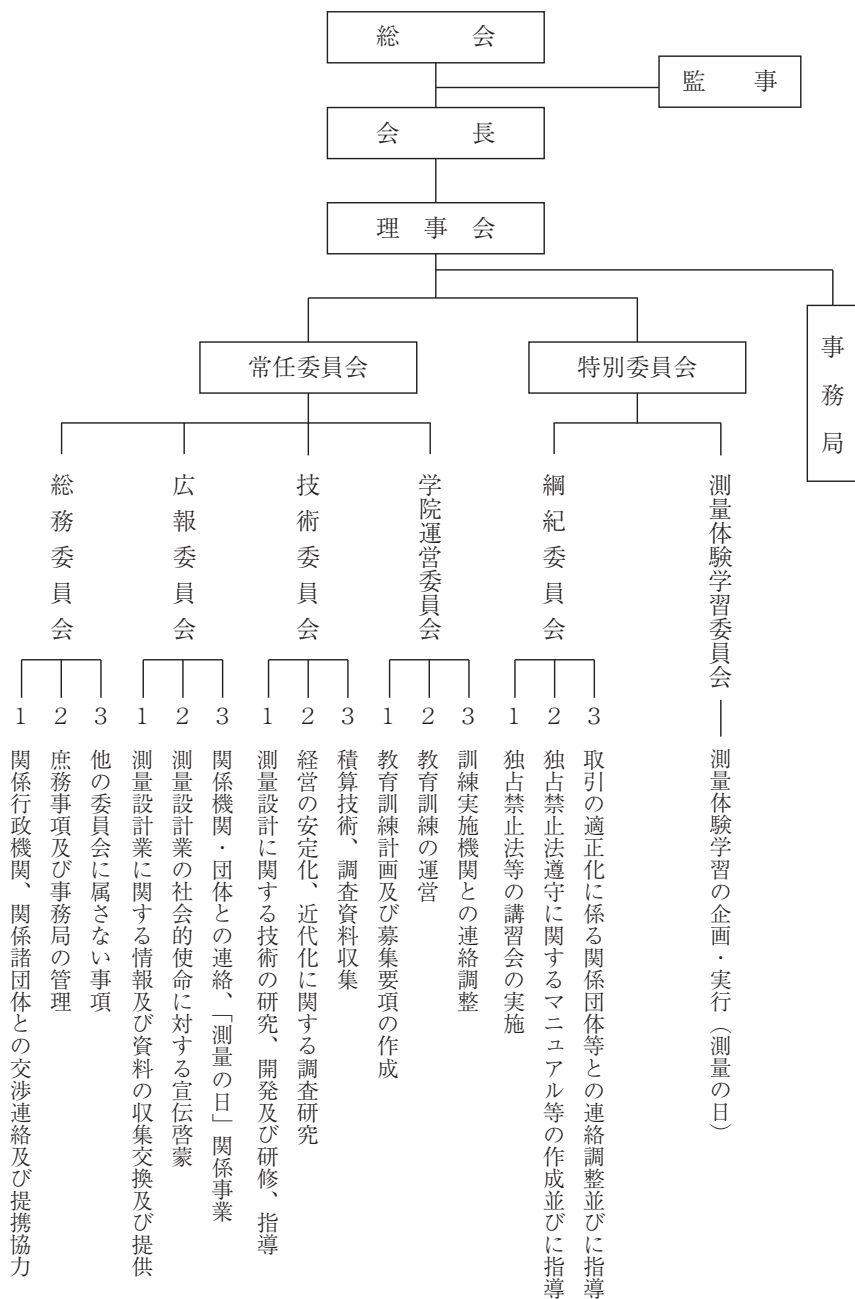 総会
監事
会長
理事会
事務局
常任委員会
特別委員会
総務委員会
1 関係行政機関、関係諸団体との交渉連絡及び提携協力
2 庶務事項及び事務局の管理
3 他の委員会に属さない事項
広報委員会
1 測量設計業に関する情報及び資料の収集交換及び提供
2 測量設計業の社会的使命に対する宣伝啓蒙
3 関係機関・団体との連絡、「測量の日」関係事業
技術委員会
1 測量設計に関する技術の研究、開発及び研修、指導
2 経営の安定化、近代化に関する調査研究
3 積算技術、調査資料収集
学院運営委員会
1 教育訓練計画及び募集要項の作成
2 教育訓練の運営
3 訓練実施機関との連絡調整
綱紀委員会
1 独占禁止法等の講習会の実施
2 独占禁止法遵守に関するマニュアル等の作成並びに指導
3 取引の適正化に係る関係団体等との連絡調整並びに指導
測量体験学習委員会
測量体験学習の企画・実行（測量の日）